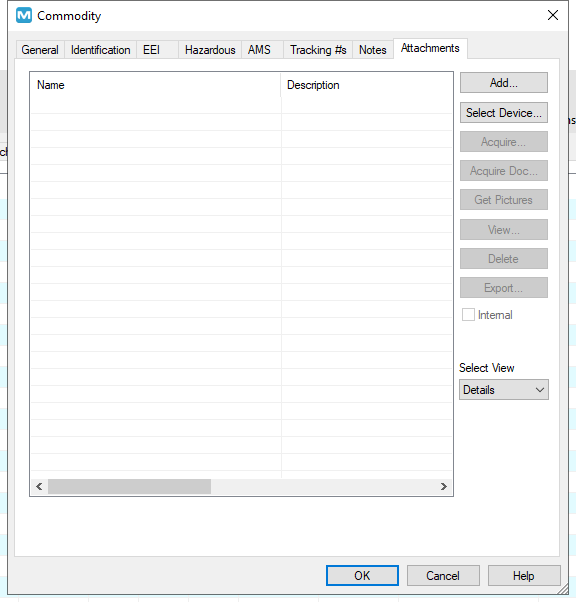 M Commodity
General Identification EEI Hazardous AMS Tracking #s Notes Attachments
Name Description
Add...
Select Device...
Acquire...
Acquire Doc...
Get Pictures
View...
Delete
Export...
Internal
Select View
Details
OK Cancel Help